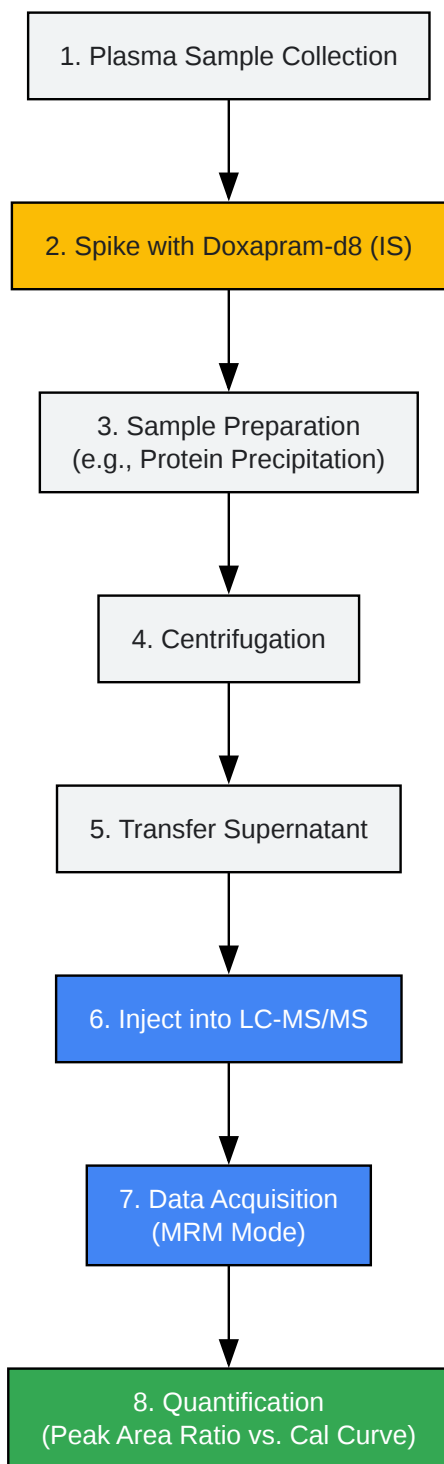 1. Plasma Sample Collection
2. Spike with Doxapram-d8 (IS)
3. Sample Preparation
(e.g., Protein Precipitation)
4. Centrifugation
5. Transfer Supernatant
6. Inject into LC-MS/MS
7. Data Acquisition
(MRM Mode)
8. Quantification
(Peak Area Ratio vs. Cal Curve)